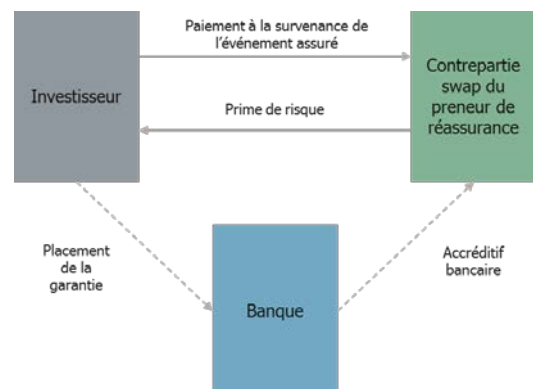 Paiement à la survenance de
l'événement assuré
Investisseur
Contrepartie
swap du
preneur de
réassurance
Prime de risque
Placement
de la
garantie
Accréditif
bancaire
Banque